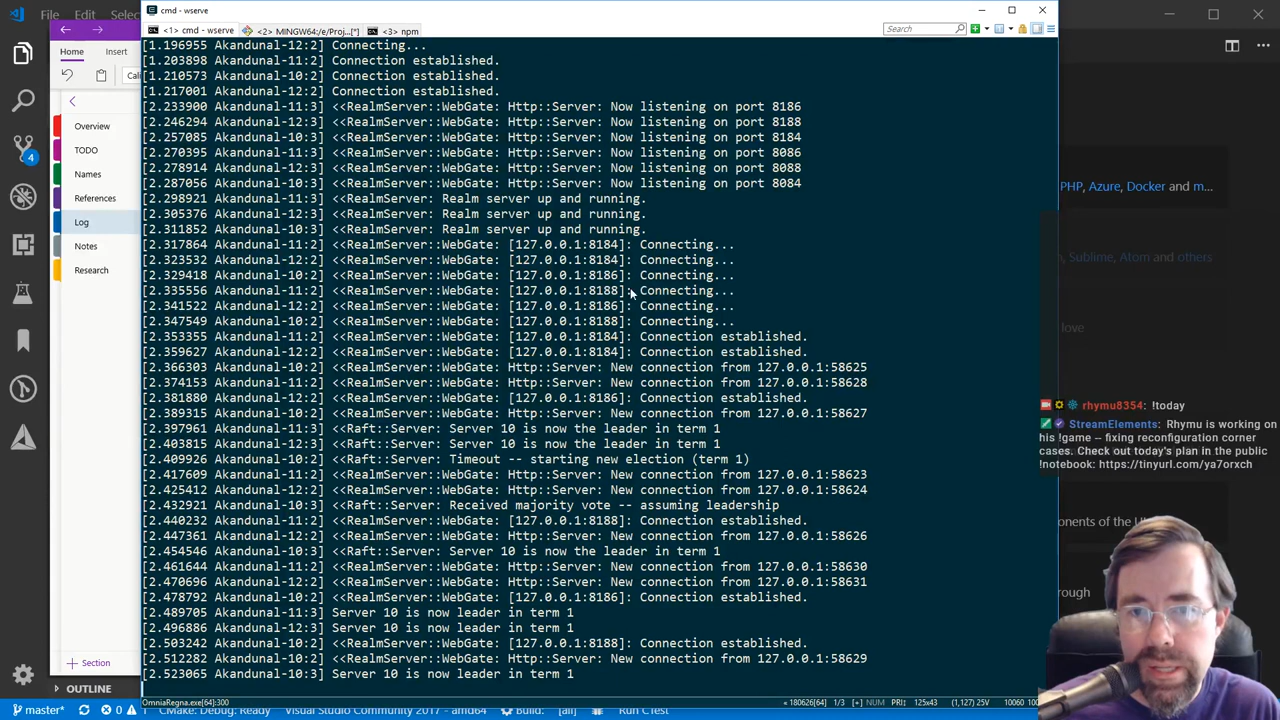 File
Edit
Selec
cmd - wserve
<1> cmd - wserve
<2> MINGW64:/e/Proj...[*]
<3> npm
Search
Home
Insert
Cali
Overview
TODO
Names
References
Log
Notes
Research
Section
[1.196955 Akandunal-12:2] Connecting...
[1.203898 Akandunal-11:2] Connection established.
[1.210573 Akandunal-10:2] Connection established.
[1.217001 Akandunal-12:2] Connection established.
[2.233900 Akandunal-11:3] <<RealmServer::WebGate: Http::Server: Now listening on port 8186
[2.246294 Akandunal-12:3] <<RealmServer::WebGate: Http::Server: Now listening on port 8188
[2.257085 Akandunal-10:3] <<RealmServer::WebGate: Http::Server: Now listening on port 8184
[2.270395 Akandunal-11:3] <<RealmServer::WebGate: Http::Server: Now listening on port 8086
[2.278914 Akandunal-12:3] <<RealmServer::WebGate: Http::Server: Now listening on port 8088
[2.287056 Akandunal-10:3] <<RealmServer::WebGate: Http::Server: Now listening on port 8084
[2.298921 Akandunal-11:3] <<RealmServer: Realm server up and running.
[2.305376 Akandunal-12:3] <<RealmServer: Realm server up and running.
[2.311852 Akandunal-10:3] <<RealmServer: Realm server up and running.
[2.317864 Akandunal-11:2] <<RealmServer::WebGate: [127.0.0.1:8184]: Connecting...
[2.323532 Akandunal-12:2] <<RealmServer::WebGate: [127.0.0.1:8184]: Connecting...
[2.329418 Akandunal-10:2] <<RealmServer::WebGate: [127.0.0.1:8186]: Connecting...
[2.335556 Akandunal-11:2] <<RealmServer::WebGate: [127.0.0.1:8188]: Connecting...
[2.341522 Akandunal-12:2] <<RealmServer::WebGate: [127.0.0.1:8186]: Connecting...
[2.347549 Akandunal-10:2] <<RealmServer::WebGate: [127.0.0.1:8188]: Connecting...
[2.353355 Akandunal-11:2] <<RealmServer::WebGate: [127.0.0.1:8184]: Connection established.
[2.359627 Akandunal-12:2] <<RealmServer::WebGate: [127.0.0.1:8184]: Connection established.
[2.366303 Akandunal-10:2] <<RealmServer::WebGate: Http::Server: New connection from 127.0.0.1:58625
[2.374153 Akandunal-11:2] <<RealmServer::WebGate: Http::Server: New connection from 127.0.0.1:58628
[2.381880 Akandunal-12:2] <<RealmServer::WebGate: [127.0.0.1:8186]: Connection established.
[2.389315 Akandunal-10:2] <<RealmServer::WebGate: Http::Server: New connection from 127.0.0.1:58627
[2.397961 Akandunal-11:3] <<Raft::Server: Server 10 is now the leader in term 1
[2.403815 Akandunal-12:3] <<Raft::Server: Server 10 is now the leader in term 1
[2.409926 Akandunal-10:2] <<Raft::Server: Timeout -- starting new election (term 1)
[2.417609 Akandunal-11:2] <<RealmServer::WebGate: Http::Server: New connection from 127.0.0.1:58623
[2.425412 Akandunal-12:2] <<RealmServer::WebGate: Http::Server: New connection from 127.0.0.1:58624
[2.432921 Akandunal-10:3] <<Raft::Server: Received majority vote -- assuming leadership
[2.440232 Akandunal-11:2] <<RealmServer::WebGate: [127.0.0.1:8188]: Connection established.
[2.447361 Akandunal-12:2] <<RealmServer::WebGate: Http::Server: New connection from 127.0.0.1:58626
[2.454546 Akandunal-10:3] <<Raft::Server: Server 10 is now the leader in term 1
[2.461644 Akandunal-11:2] <<RealmServer::WebGate: Http::Server: New connection from 127.0.0.1:58630
[2.470696 Akandunal-12:2] <<RealmServer::WebGate: Http::Server: New connection from 127.0.0.1:58631
[2.478792 Akandunal-10:2] <<RealmServer::WebGate: [127.0.0.1:8186]: Connection established.
[2.489705 Akandunal-11:3] Server 10 is now leader in term 1
[2.496886 Akandunal-12:3] Server 10 is now leader in term 1
[2.503242 Akandunal-10:2] <<RealmServer::WebGate: [127.0.0.1:8188]: Connection established.
[2.512282 Akandunal-10:2] <<RealmServer::WebGate: Http::Server: New connection from 127.0.0.1:58629
[2.523065 Akandunal-10:3] Server 10 is now leader in term 1
OmniaRegna.exe[64]:300
« 180626[64] 1/3 [+] NUM PRI: 125x43 (1,127) 25V 10060 10
PHP, Azure, Docker and m...
, Sublime, Atom and others
love
rhymu8354: !today
StreamElements: Rhymu is working on
this !game -- fixing reconfiguration corner
cases. Check out today's plan in the public
!notebook: https://tinyurl.com/ya7orxch
onents of the UI
rough
4
OUTLINE
master*
0
1
CMake: Debug: Ready
Visual Studio Community 2017 - amd64
Build:
[all]
Run CTest